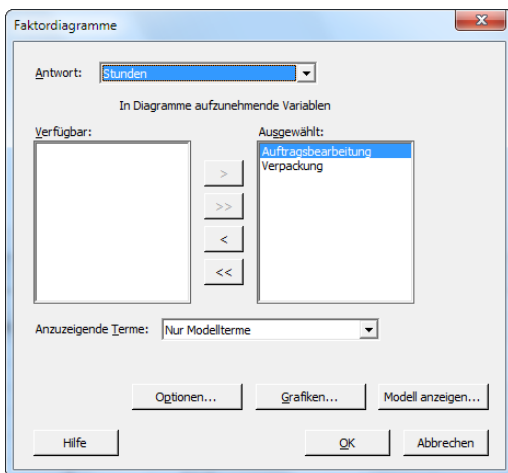 Faktordiagramme
Antwort: Stunden
In Diagramme aufzunehmende Variablen
Verfügbar: Ausgewählt:
Auftragsbearbeitung
Verpackung
>
>>
<
<<
Anzuzeigende Terme: Nur Modellterme
Optionen... Grafiken... Modell anzeigen...
Hilfe OK Abbrechen